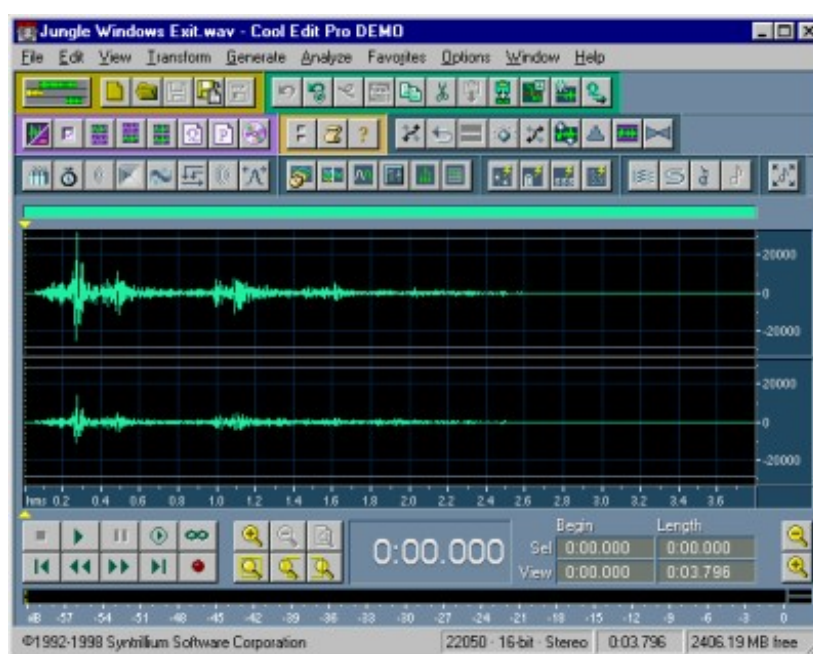 Jungle Windows Exit.wav - Cool Edit Pro DEMO
File Edit View Transform Generate Analyze Favorites Options Window Help
20000
0
-20000
20000
0
-20000
hms 0.2 0.4 0.6 0.8 1.0 1.2 1.4 1.6 1.8 2.0 2.2 2.4 2.6 2.8 3.0 3.2 3.4 3.6
Begin Length
0:00.000 Sel 0:00.000 0:00.000
View 0:00.000 0:03.796
dB -57 -54 -51 -48 -45 -42 -39 -36 -33 -30 -27 -24 -21 -18 -15 -12 -9 -6 -3 0
©1992-1998 Syntrillium Software Corporation 22050 · 16-bit · Stereo 0:03.796 2406.19 MB free